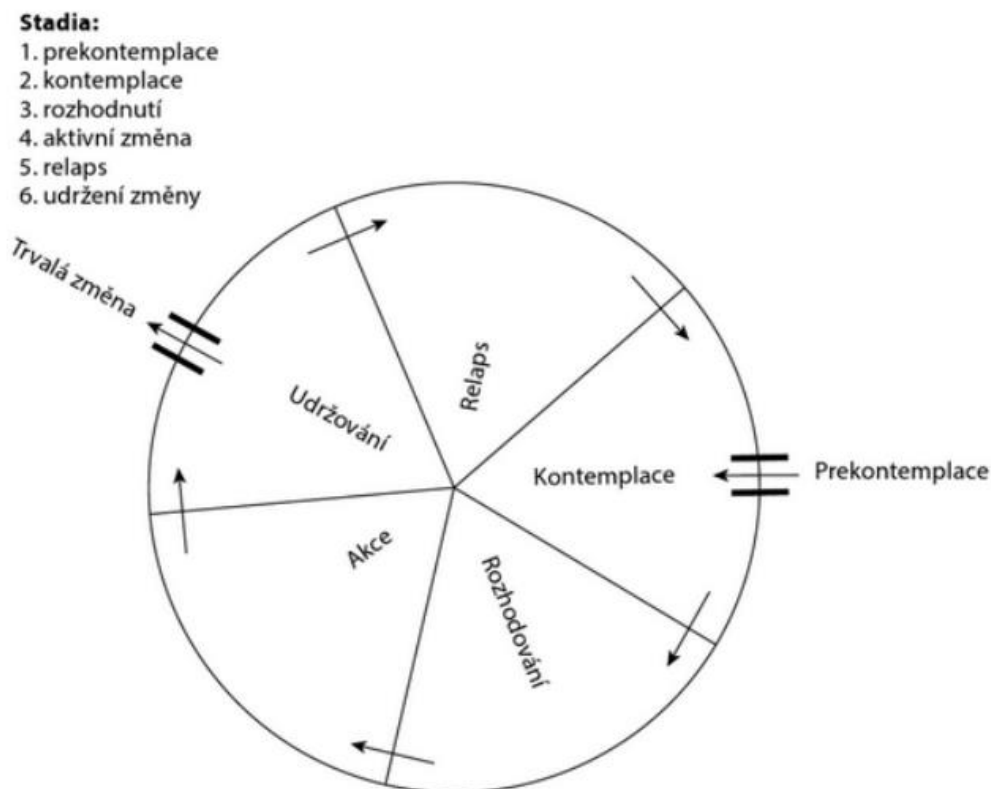 Stadia:
1. prekontemplace
2. kontemplace
3. rozhodnutí
4. aktivní změna
5. relaps
6. udržení změny
Trvalá změna
Relaps
Udržování
Kontemplace
Prekontemplace
Akce
Rozhodování